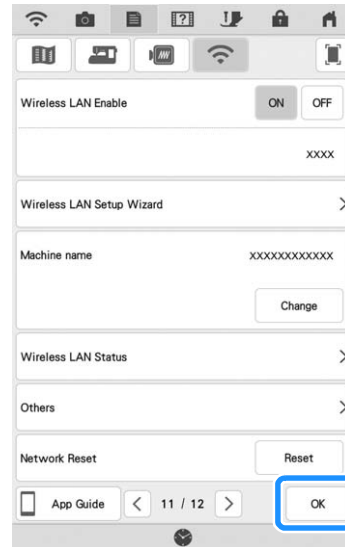 Wireless LAN Enable ON OFF
xxxx
Wireless LAN Setup Wizard
Machine name xxxxxxxxxxxx
Change
Wireless LAN Status
Others
Network Reset Reset
App Guide 11 / 12 OK